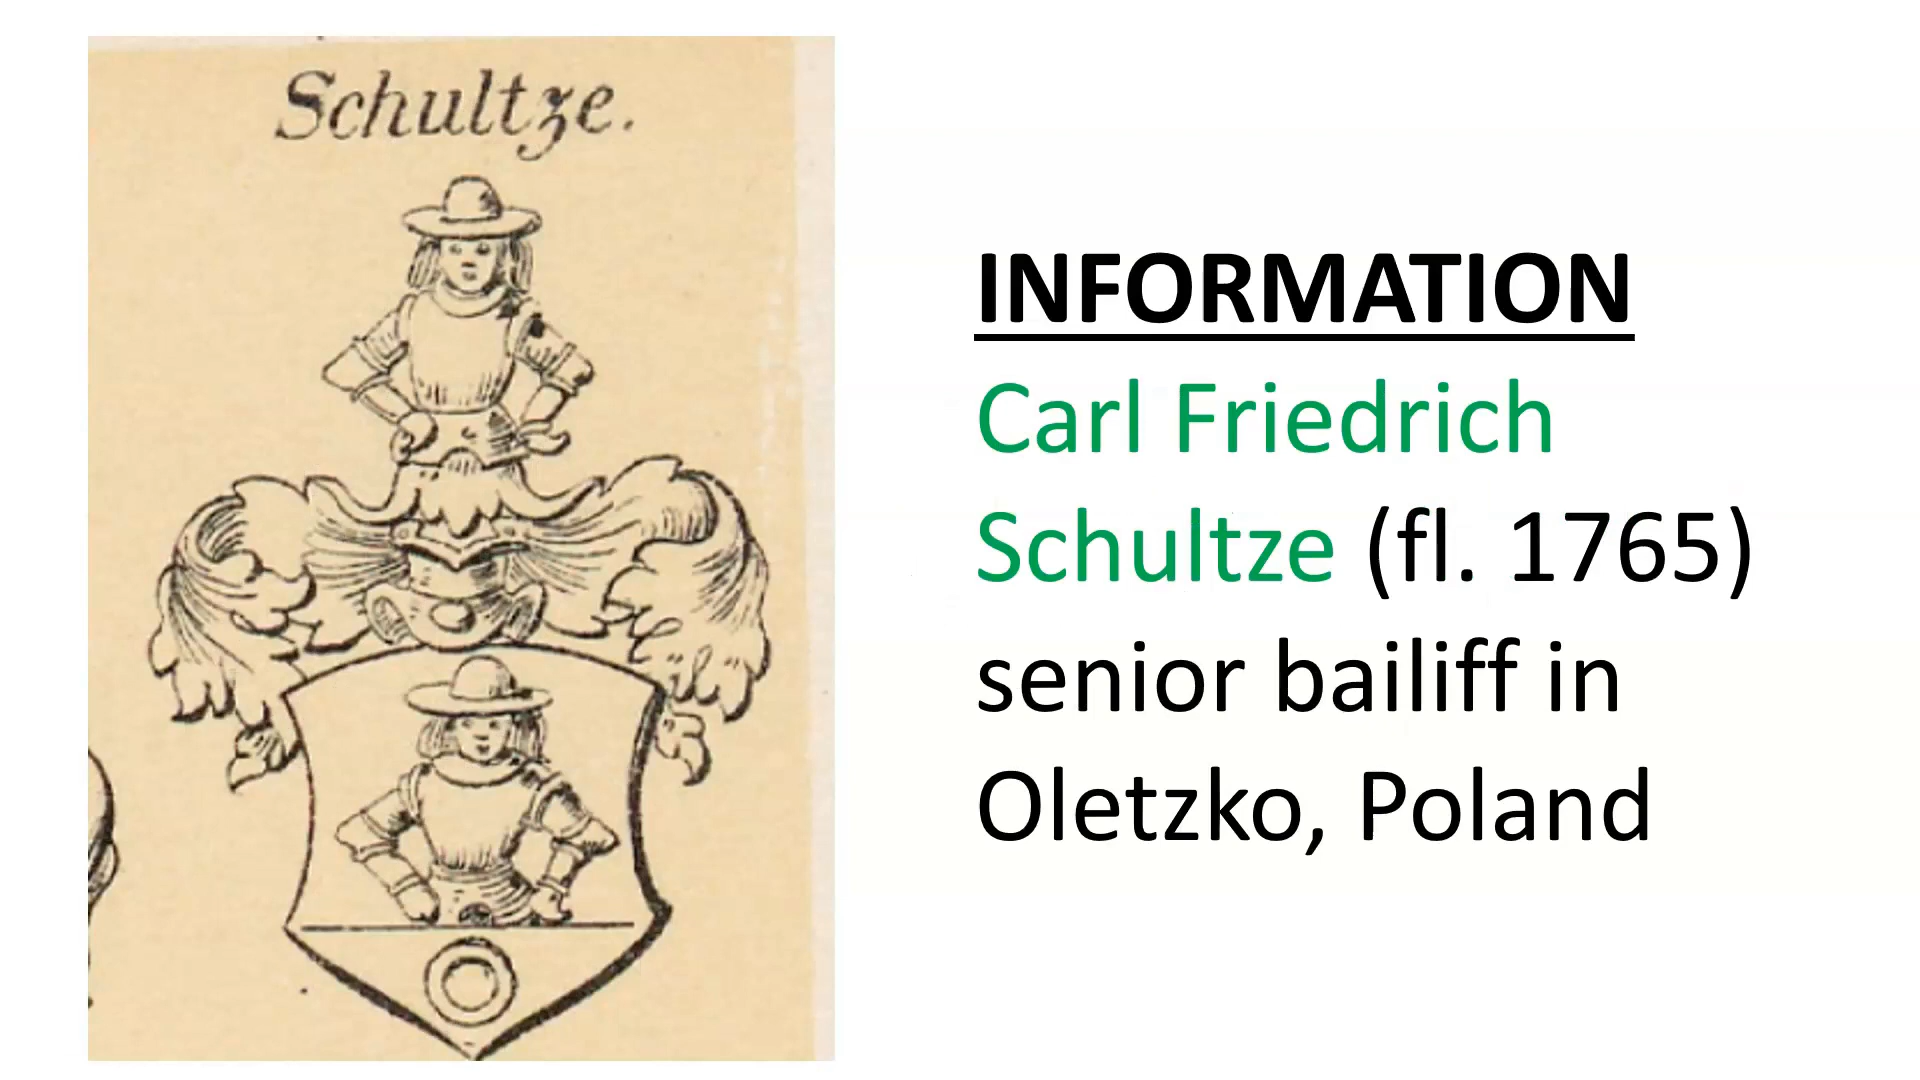 Schultze.
INFORMATION
Carl Friedrich
Schultze (fl. 1765)
senior bailiff in
Oletzko, Poland